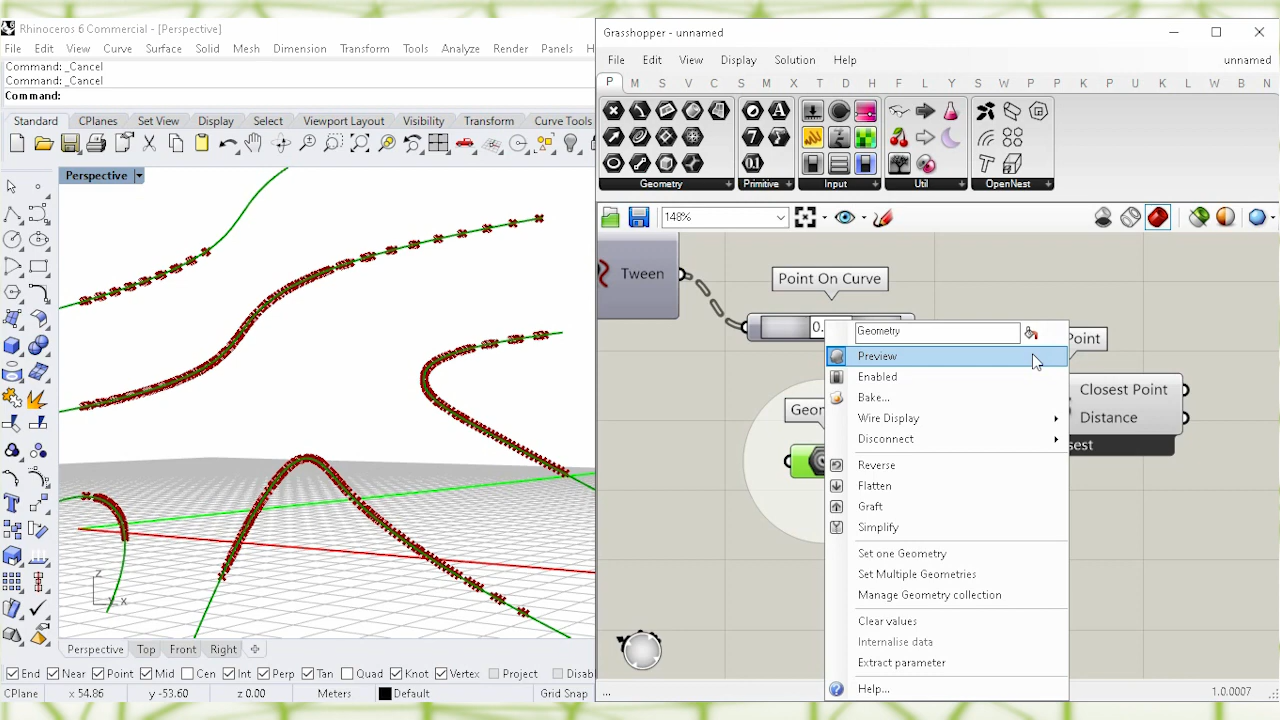 Rhinoceros 6 Commercial - [Perspective]
File Edit View Curve Surface Solid Mesh Dimension Transform Tools Analyze Render Panels H
Command: _Cancel
Command: _Cancel
Command:
Standard CPlanes Set View Display Select Viewport Layout Visibility Transform Curve Tools
Perspective
z
x
Perspective Top Front Right
End Near Point Mid Cen Int Perp Tan Quad Knot Vertex Project Disab
CPlane x 54.86 y -53.60 z 0.00 Meters Default Grid Snap
Grasshopper - unnamed
File Edit View Display Solution Help unnamed
P M S V C S M X T D H F L Y S W P P K P U K L W B N
Geometry Primitive Input Util OpenNest
148%
Tween
Point On Curve
0.
Point
Closest Point
Distance
sest
Geom
Geometry
Preview
Enabled
Bake...
Wire Display
Disconnect
Reverse
Flatten
Graft
Simplify
Set one Geometry
Set Multiple Geometries
Manage Geometry collection
Clear values
Internalise data
Extract parameter
Help...
... 1.0.0007